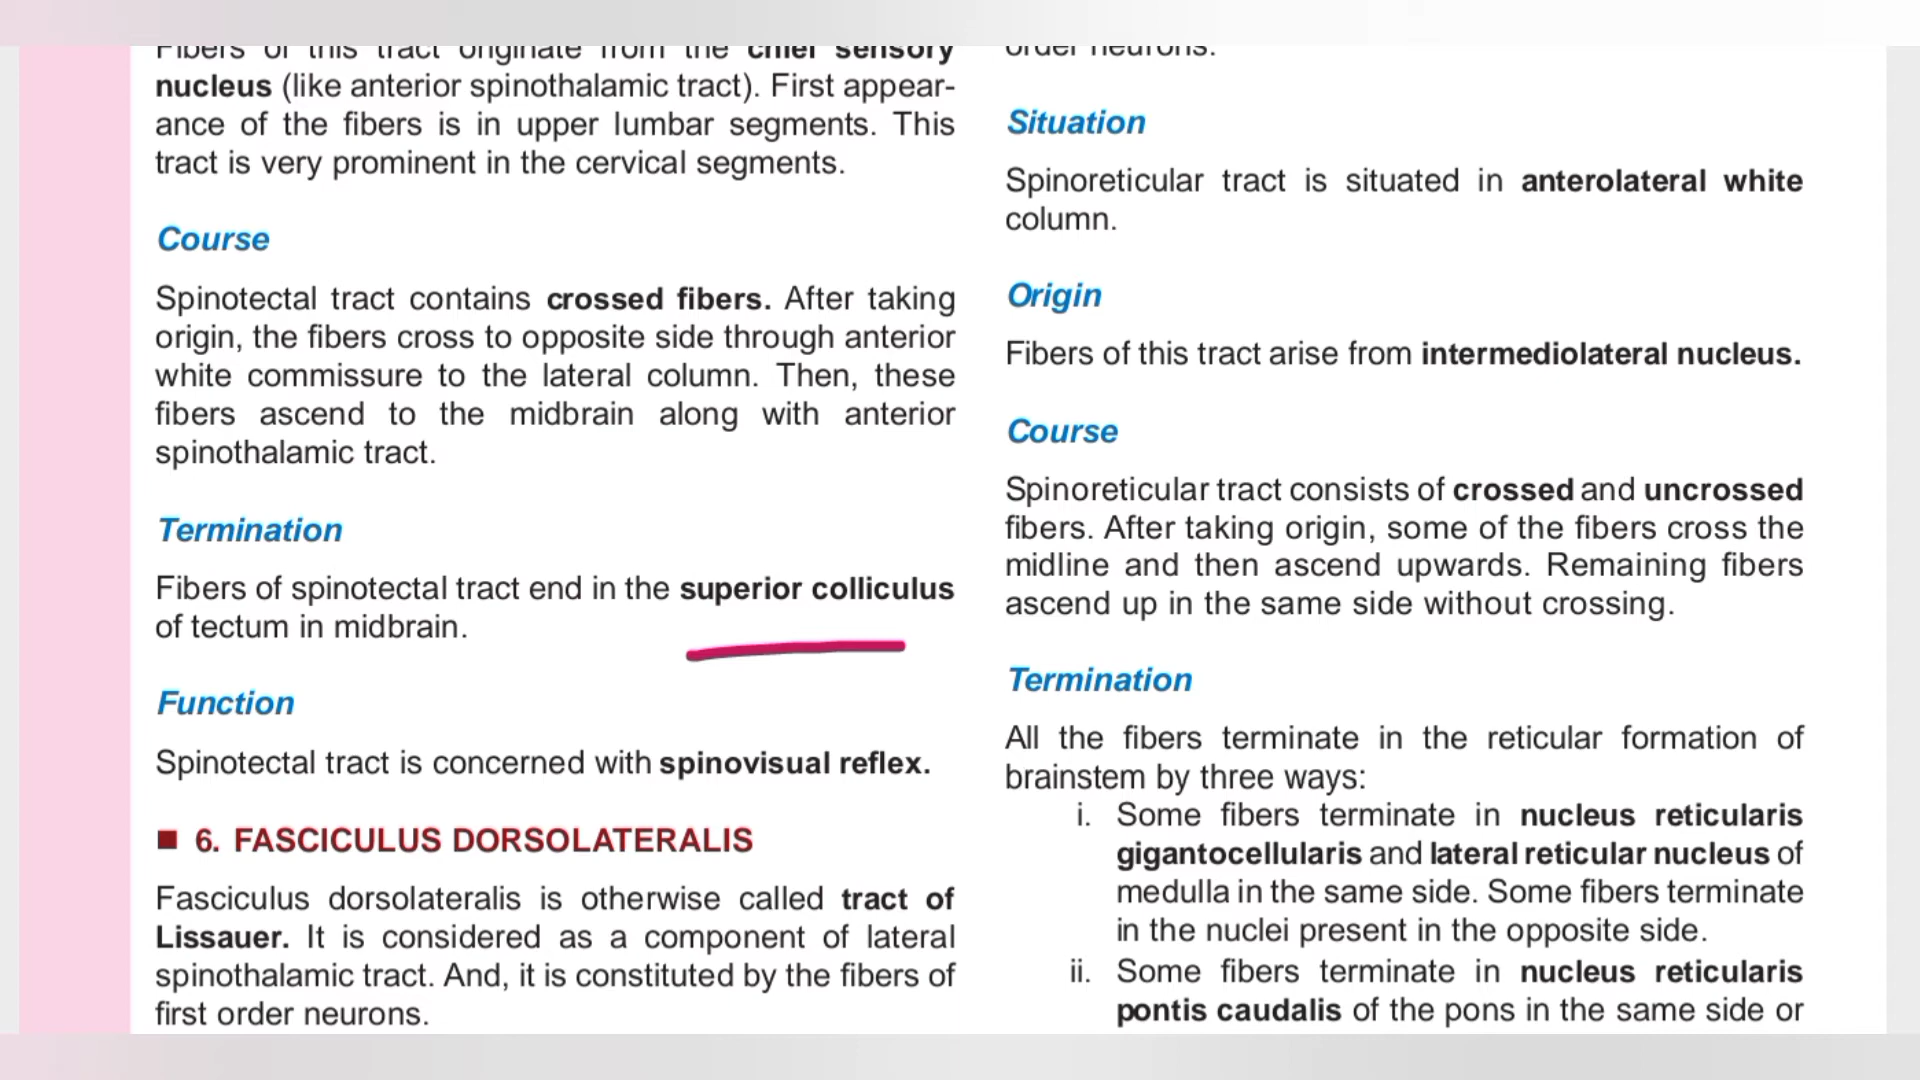 Fibers of this tract originate from the chief sensory
nucleus (like anterior spinothalamic tract). First appear-
ance of the fibers is in upper lumbar segments. This
tract is very prominent in the cervical segments.
Course
Spinotectal tract contains crossed fibers. After taking
origin, the fibers cross to opposite side through anterior
white commissure to the lateral column. Then, these
fibers ascend to the midbrain along with anterior
spinothalamic tract.
Termination
Fibers of spinotectal tract end in the superior colliculus
of tectum in midbrain.
Function
Spinotectal tract is concerned with spinovisual reflex.
■ 6. FASCICULUS DORSOLATERALIS
Fasciculus dorsolateralis is otherwise called tract of
Lissauer. It is considered as a component of lateral
spinothalamic tract. And, it is constituted by the fibers of
first order neurons.
order neurons.
Situation
Spinoreticular tract is situated in anterolateral white
column.
Origin
Fibers of this tract arise from intermediolateral nucleus.
Course
Spinoreticular tract consists of crossed and uncrossed
fibers. After taking origin, some of the fibers cross the
midline and then ascend upwards. Remaining fibers
ascend up in the same side without crossing.
Termination
All the fibers terminate in the reticular formation of
brainstem by three ways:
i. Some fibers terminate in nucleus reticularis
gigantocellularis and lateral reticular nucleus of
medulla in the same side. Some fibers terminate
in the nuclei present in the opposite side.
ii. Some fibers terminate in nucleus reticularis
pontis caudalis of the pons in the same side or